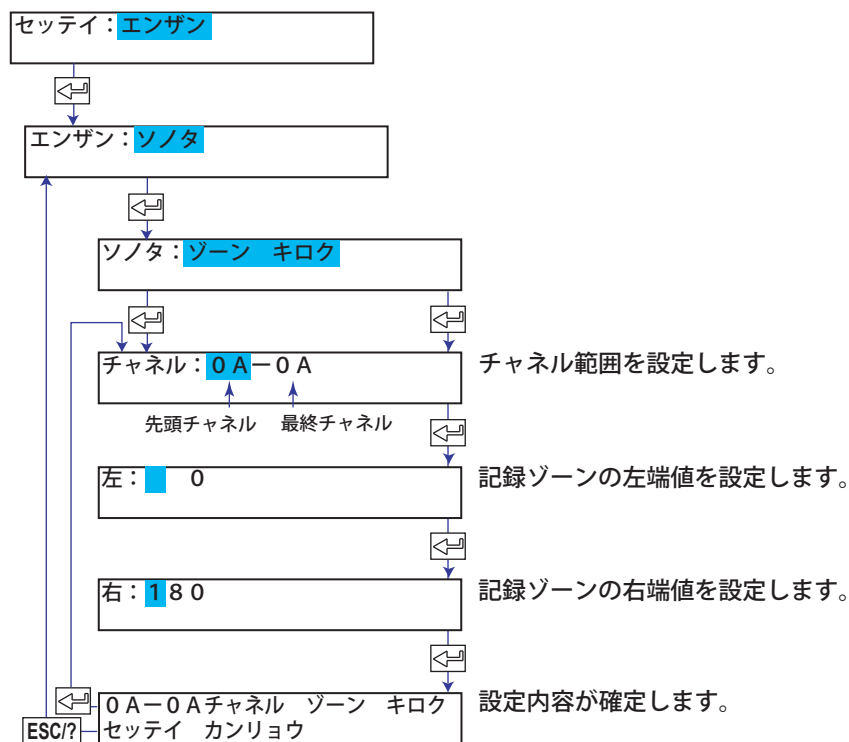 セッテイ：エンザン
エンザン：ソノタ
ソノタ：ゾーン　キロク
チャネル：０Ａ－０Ａ
チャネル範囲を設定します。
先頭チャネル　最終チャネル
左：　０
記録ゾーンの左端値を設定します。
右：１８０
記録ゾーンの右端値を設定します。
０Ａ－０Ａチャネル　ゾーン　キロク
設定内容が確定します。
ESC/?
セッテイ　カンリョウ